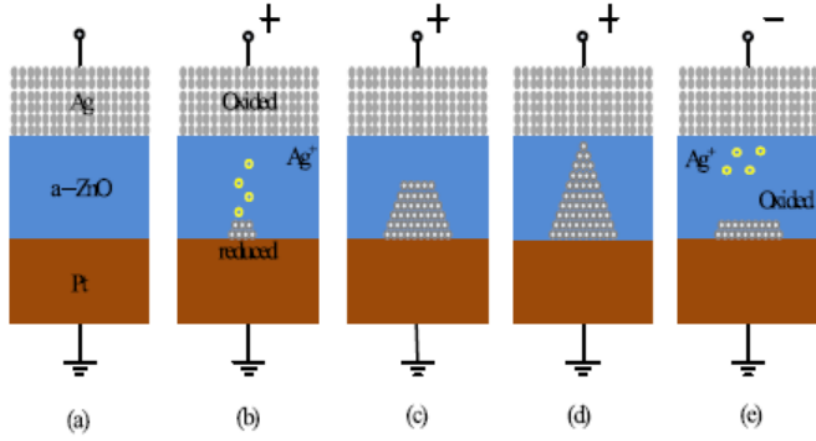 + + + −
Ag Oxided
Ag⁺ Ag⁺
a–ZnO Oxided
reduced
Pt
(a) (b) (c) (d) (e)